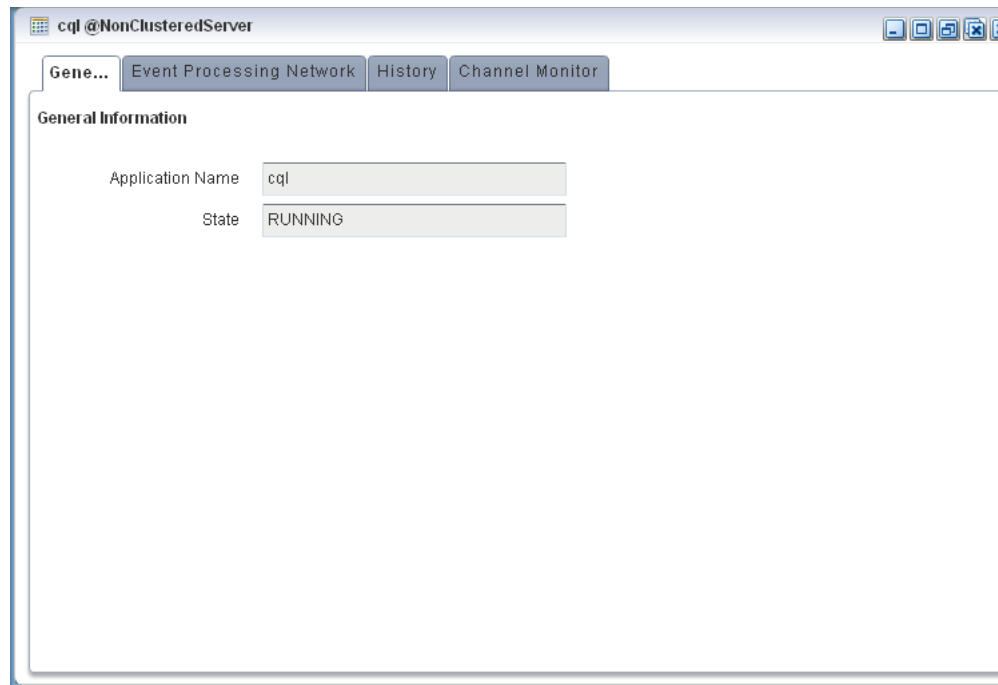 cql @NonClusteredServer
Gene... Event Processing Network History Channel Monitor
General Information
Application Name cql
State RUNNING